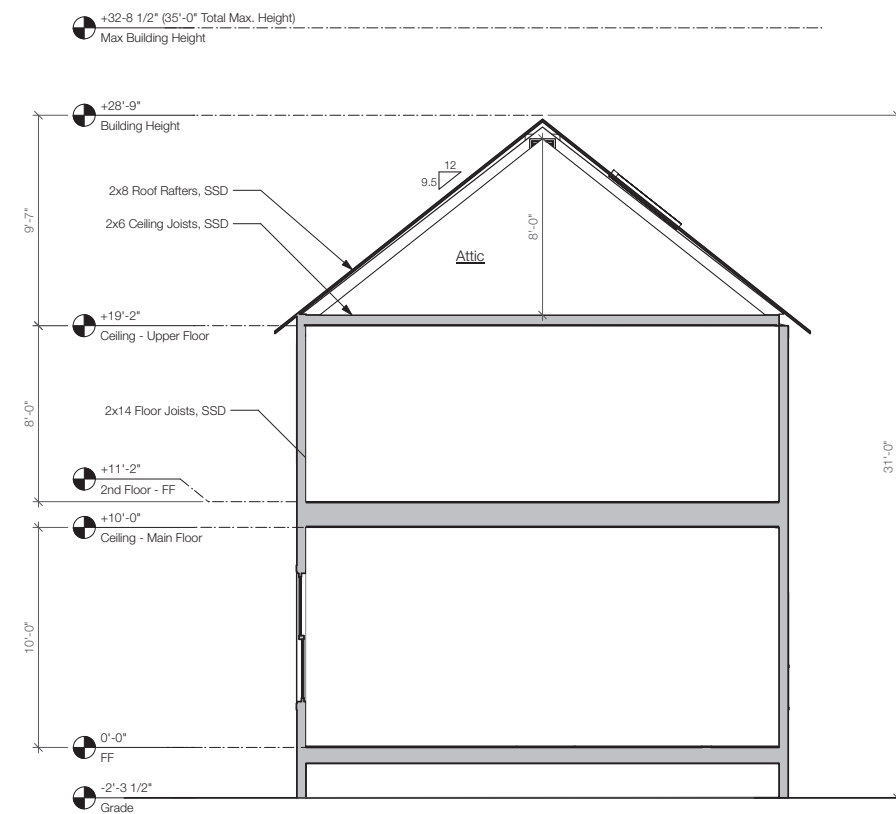 +32-8 1/2" (35'-0" Total Max. Height)
Max Building Height
+28'-9"
Building Height
12
9.5
2x8 Roof Rafters, SSD
2x6 Ceiling Joists, SSD
9'-7"
8'-0"
Attic
+19'-2"
Ceiling - Upper Floor
2x14 Floor Joists, SSD
8'-0"
31'-0"
+11'-2"
2nd Floor - FF
+10'-0"
Ceiling - Main Floor
10'-0"
0'-0"
FF
-2'-3 1/2"
Grade